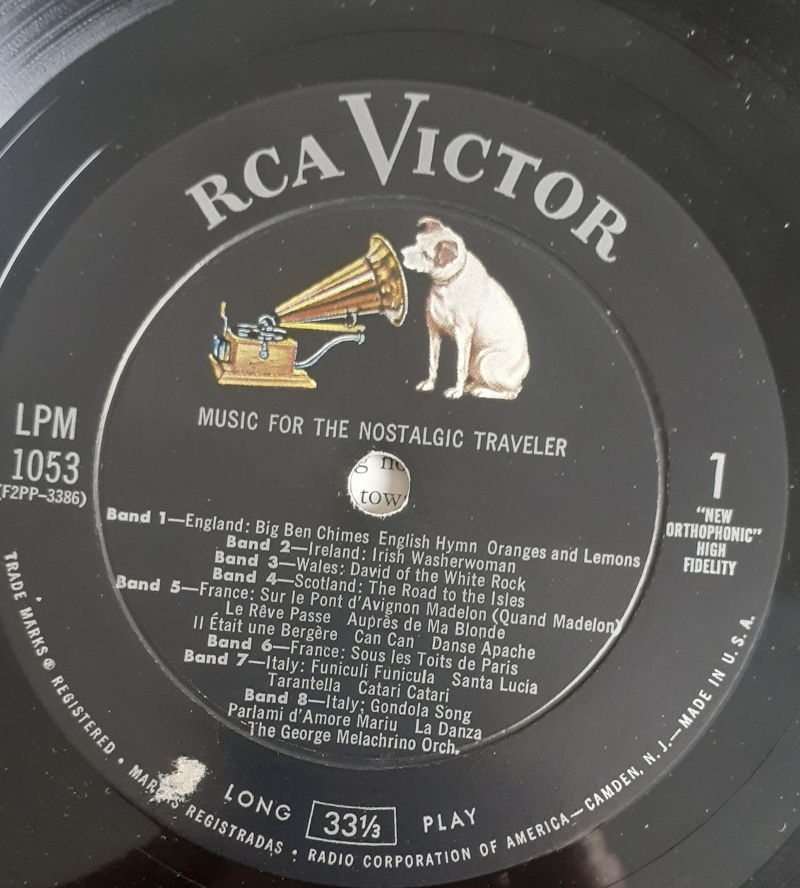 RCA VICTOR
MUSIC FOR THE NOSTALGIC TRAVELER
LPM
1053
(F2PP-3386)
1
"NEW
ORTHOPHONIC"
HIGH
FIDELITY
tow
Band 1—England: Big Ben Chimes English Hymn Oranges and Lemons
Band 2—Ireland: Irish Washerwoman
Band 3—Wales: David of the White Rock
Band 4—Scotland: The Road to the Isles
Band 5—France: Sur le Pont d'Avignon Madelon (Quand Madelon)
Le Rêve Passe Auprès de Ma Blonde
Il Était une Bergère Can Can Danse Apache
Band 6—France: Sous les Toits de Paris
Band 7—Italy: Funiculi Funicula Santa Lucia
Tarantella Catari Catari
Band 8—Italy: Gondola Song
Parlami d'Amore Mariu La Danza
The George Melachrino Orch.
LONG 33⅓ PLAY
TRADE MARKS ® REGISTERED • MARCAS REGISTRADAS • RADIO CORPORATION OF AMERICA—CAMDEN, N. J.—MADE IN U. S. A.